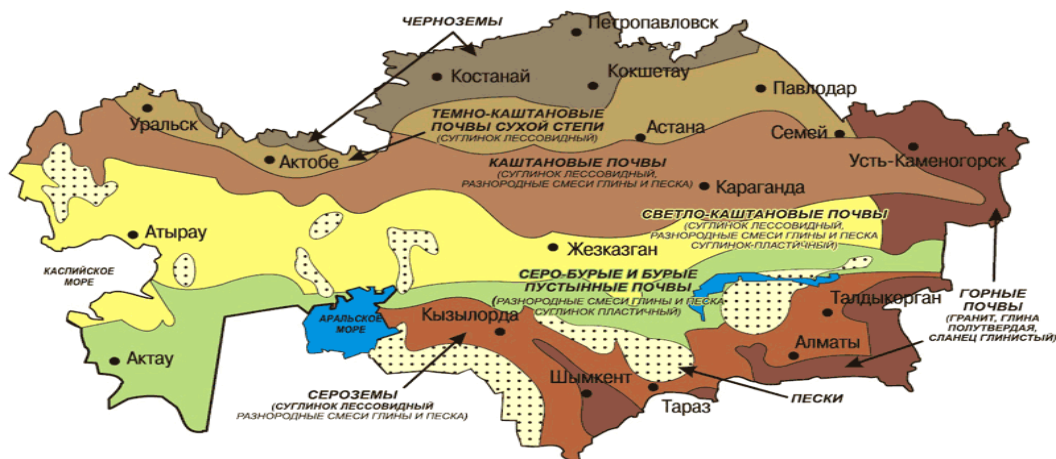 ЧЕРНОЗЕМЫ
Петропавловск
Костанай
Кокшетау
Павлодар
Уральск
ТЕМНО-КАШТАНОВЫЕ
ПОЧВЫ СУХОЙ СТЕПИ
(СУГЛИНОК ЛЕССОВИДНЫЙ)
Астана
Семей
Актобе
Усть-Каменогорск
КАШТАНОВЫЕ ПОЧВЫ
(СУГЛИНОК ЛЕССОВИДНЫЙ,
РАЗНОРОДНЫЕ СМЕСИ ГЛИНЫ И ПЕСКА)
Караганда
СВЕТЛО-КАШТАНОВЫЕ ПОЧВЫ
(СУГЛИНОК ЛЕССОВИДНЫЙ,
РАЗНОРОДНЫЕ СМЕСИ ГЛИНЫ И ПЕСКА
СУГЛИНОК-ПЛАСТИЧНЫЙ)
Атырау
Жезказган
КАСПИЙСКОЕ
МОРЕ
СЕРО-БУРЫЕ И БУРЫЕ
ПУСТЫННЫЕ ПОЧВЫ
(РАЗНОРОДНЫЕ СМЕСИ ГЛИНЫ И ПЕСКА
СУГЛИНОК ПЛАСТИЧНЫЙ)
Талдыкорган
ГОРНЫЕ
ПОЧВЫ
(ГРАНИТ, ГЛИНА
ПОЛУТВЕРДАЯ,
СЛАНЕЦ ГЛИНИСТЫЙ)
АРАЛЬСКОЕ
МОРЕ
Кызылорда
Алматы
Актау
Шымкент
СЕРОЗЕМЫ
(СУГЛИНОК ЛЕССОВИДНЫЙ
РАЗНОРОДНЫЕ СМЕСИ ГЛИНЫ И ПЕСКА)
Тараз
ПЕСКИ